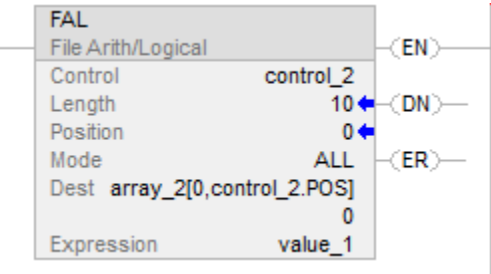 FAL
File Arith/Logical
EN
Control control_2
Length 10
DN
Position 0
Mode ALL
ER
Dest array_2[0,control_2.POS]
0
Expression value_1